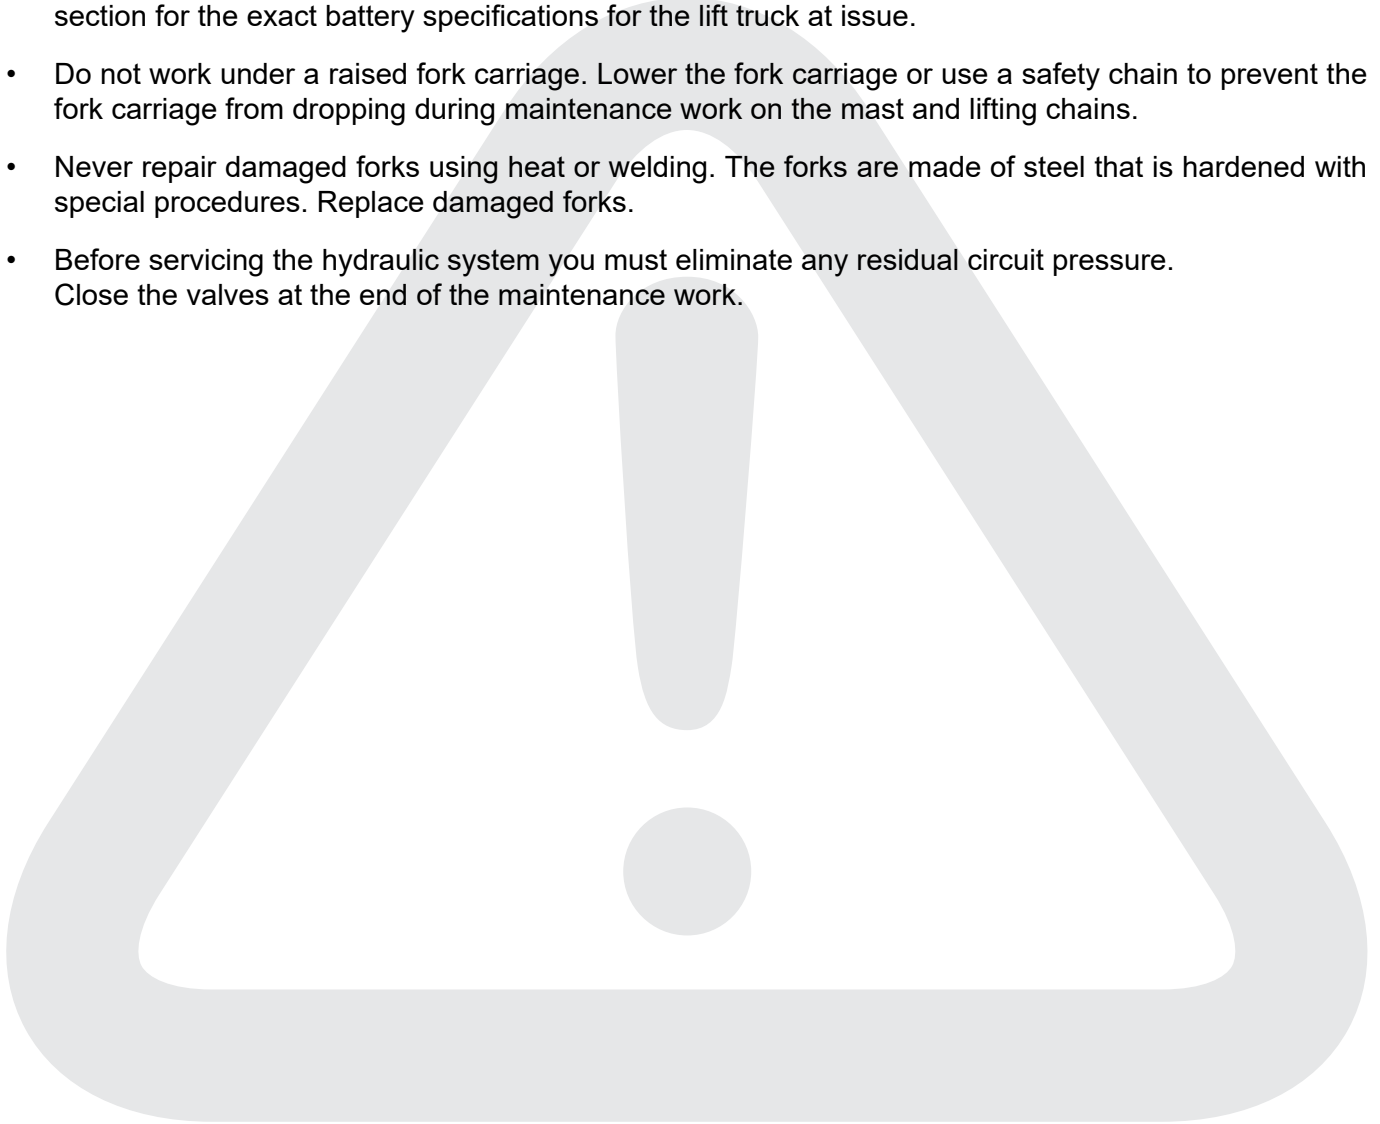 section for the exact battery specifications for the lift truck at issue.
• Do not work under a raised fork carriage. Lower the fork carriage or use a safety chain to prevent the
fork carriage from dropping during maintenance work on the mast and lifting chains.
• Never repair damaged forks using heat or welding. The forks are made of steel that is hardened with
special procedures. Replace damaged forks.
• Before servicing the hydraulic system you must eliminate any residual circuit pressure.
Close the valves at the end of the maintenance work.